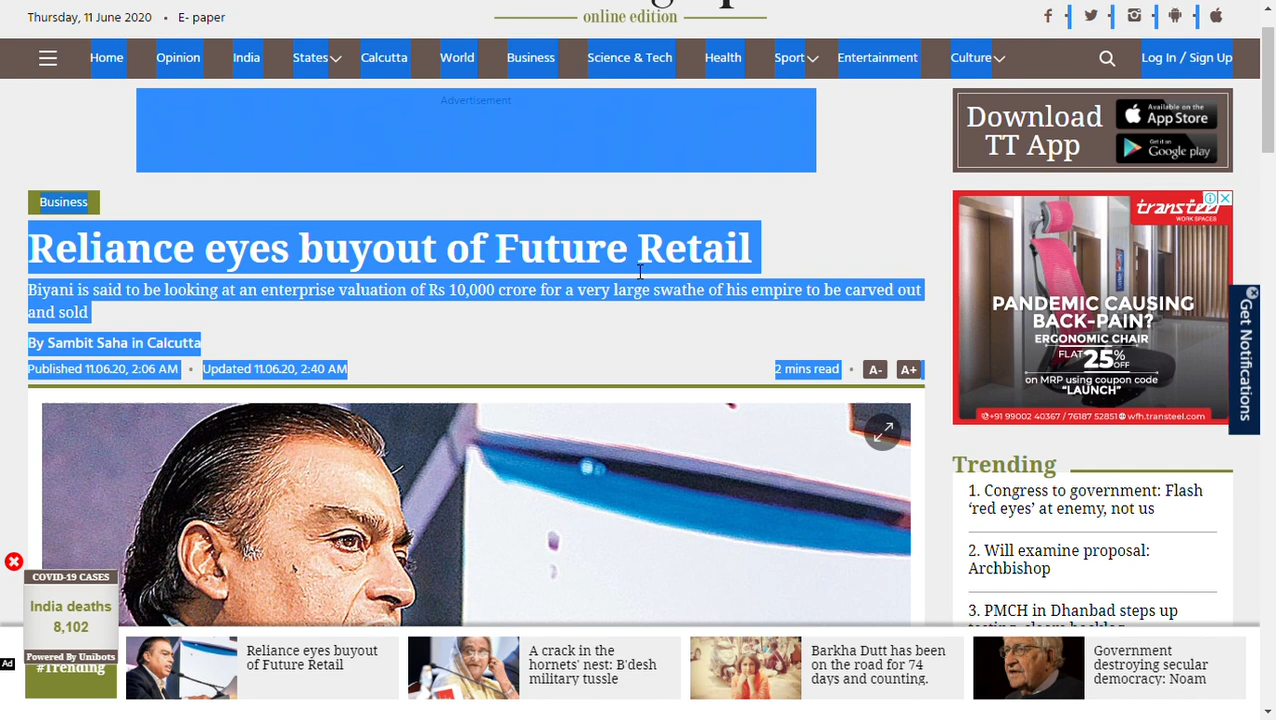 Thursday, 11 June 2020 • E- paper
online edition
Home Opinion India States Calcutta World Business Science & Tech Health Sport Entertainment Culture Log In / Sign Up
Advertisement
Download
TT App
Available on the
App Store
Get it on
Google play
Business
Reliance eyes buyout of Future Retail
Biyani is said to be looking at an enterprise valuation of Rs 10,000 crore for a very large swathe of his empire to be carved out
and sold
By Sambit Saha in Calcutta
Published 11.06.20, 2:06 AM • Updated 11.06.20, 2:40 AM 2 mins read • A- A+
transteel
WORK SPACES
PANDEMIC CAUSING
BACK-PAIN?
ERGONOMIC CHAIR
FLAT 25% OFF
on MRP using coupon code
"LAUNCH"
+91 99002 40367 / 76187 52851 wfh.transteel.com
Get Notifications
Trending
1. Congress to government: Flash
‘red eyes’ at enemy, not us
2. Will examine proposal:
Archbishop
3. PMCH in Dhanbad steps up
COVID-19 CASES
India deaths
8,102
Powered By Unibots
#Trending
Ad
Reliance eyes buyout
of Future Retail
A crack in the
hornets' nest: B'desh
military tussle
Barkha Dutt has been
on the road for 74
days and counting.
Government
destroying secular
democracy: Noam